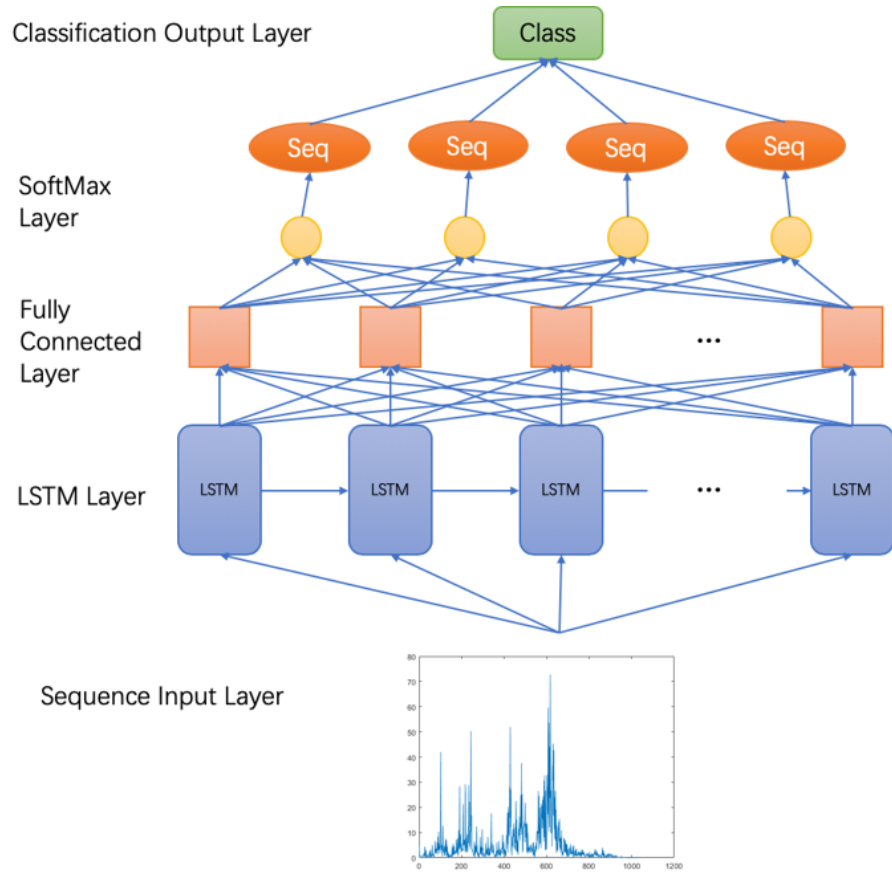 Classification Output Layer
Class
Seq
Seq
Seq
Seq
SoftMax
Layer
Fully
Connected
Layer
...
LSTM Layer
LSTM
LSTM
LSTM
...
LSTM
Sequence Input Layer
80
70
60
50
40
30
20
10
0
0 200 400 600 800 1000 1200